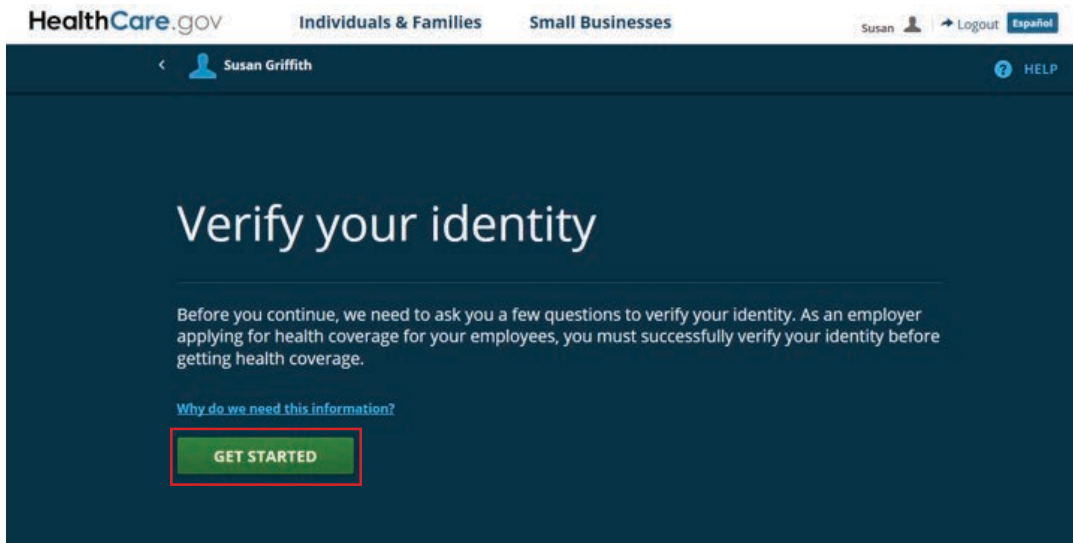 HealthCare.gov Individuals & Families Small Businesses Susan Logout Español
Susan Griffith HELP
Verify your identity
Before you continue, we need to ask you a few questions to verify your identity. As an employer
applying for health coverage for your employees, you must successfully verify your identity before
getting health coverage.
Why do we need this information?
GET STARTED